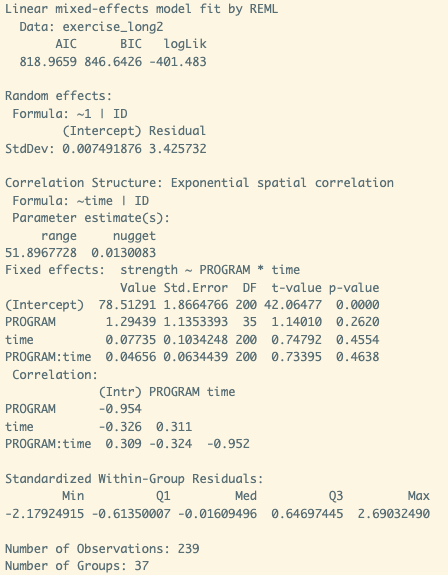 Linear mixed-effects model fit by REML
Data: exercise_long2
AIC BIC logLik
818.9659 846.6426 -401.483
Random effects:
Formula: ~1 | ID
(Intercept) Residual
StdDev: 0.007491876 3.425732
Correlation Structure: Exponential spatial correlation
Formula: ~time | ID
Parameter estimate(s):
range nugget
51.8967728 0.0130083
Fixed effects: strength ~ PROGRAM * time
Value Std.Error DF t-value p-value
(Intercept) 78.51291 1.8664766 200 42.06477 0.0000
PROGRAM 1.29439 1.1353393 35 1.14010 0.2620
time 0.07735 0.1034248 200 0.74792 0.4554
PROGRAM:time 0.04656 0.0634439 200 0.73395 0.4638
Correlation:
(Intr) PROGRAM time
PROGRAM -0.954
time -0.326 0.311
PROGRAM:time 0.309 -0.324 -0.952
Standardized Within-Group Residuals:
Min Q1 Med Q3 Max
-2.17924915 -0.61350007 -0.01609496 0.64697445 2.69032490
Number of Observations: 239
Number of Groups: 37